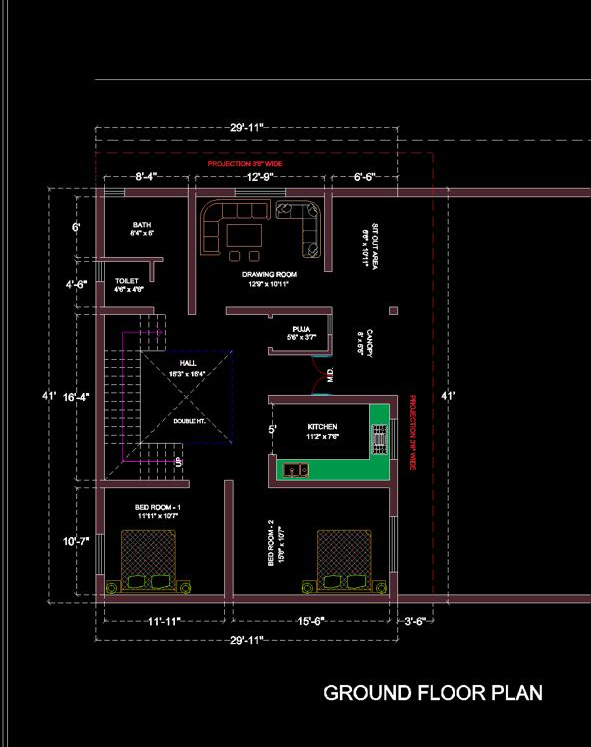 29'-11"
PROJECTION 3'6" WIDE
8'-4"
12'-9"
6'-6"
6'
BATH
8'4" x 6'
SIT OUT AREA
6'6" x 10'11"
DRAWING ROOM
12'9" x 10'11"
4'-6"
TOILET
4'6" x 4'6"
PUJA
5'6" x 3'7"
CANOPY
8' x 6'6"
HALL
16'3" x 16'4"
M.D.
41'
16'-4"
41'
DOUBLE HT.
PROJECTION 3'6" WIDE
5'
KITCHEN
11'2" x 7'6"
UP
BED ROOM - 1
11'11" x 10'7"
BED ROOM - 2
15'6" x 10'7"
10'-7"
11'-11"
15'-6"
3'-6"
29'-11"
GROUND FLOOR PLAN